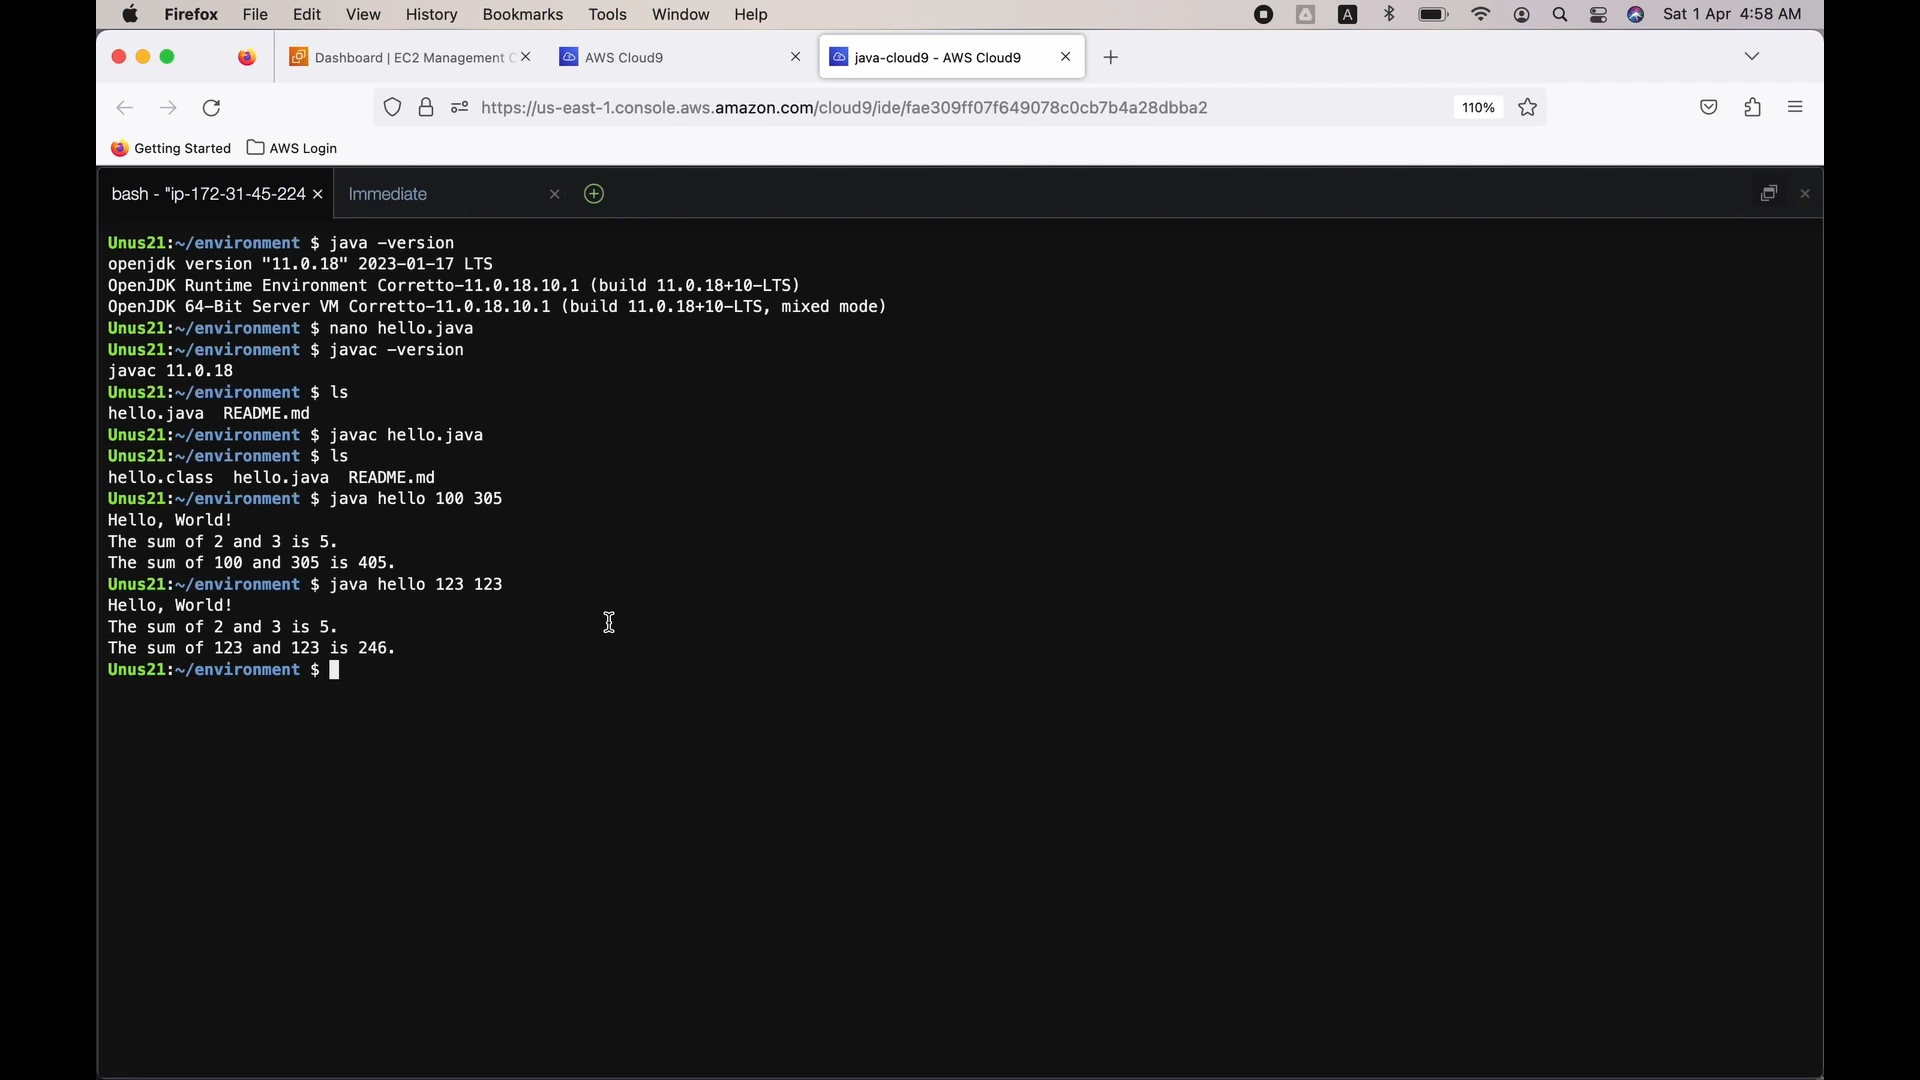 Firefox File Edit View History Bookmarks Tools Window Help A Sat 1 Apr 4:58 AM
Dashboard | EC2 Management AWS Cloud9 java-cloud9 - AWS Cloud9
https://us-east-1.console.aws.amazon.com/cloud9/ide/fae309ff07f649078c0cb7b4a28dbba2 110%
Getting Started AWS Login
bash - "ip-172-31-45-224 Immediate
Unus21:~/environment $ java -version
openjdk version "11.0.18" 2023-01-17 LTS
OpenJDK Runtime Environment Corretto-11.0.18.10.1 (build 11.0.18+10-LTS)
OpenJDK 64-Bit Server VM Corretto-11.0.18.10.1 (build 11.0.18+10-LTS, mixed mode)
Unus21:~/environment $ nano hello.java
Unus21:~/environment $ javac -version
javac 11.0.18
Unus21:~/environment $ ls
hello.java README.md
Unus21:~/environment $ javac hello.java
Unus21:~/environment $ ls
hello.class hello.java README.md
Unus21:~/environment $ java hello 100 305
Hello, World!
The sum of 2 and 3 is 5.
The sum of 100 and 305 is 405.
Unus21:~/environment $ java hello 123 123
Hello, World!
The sum of 2 and 3 is 5.
The sum of 123 and 123 is 246.
Unus21:~/environment $